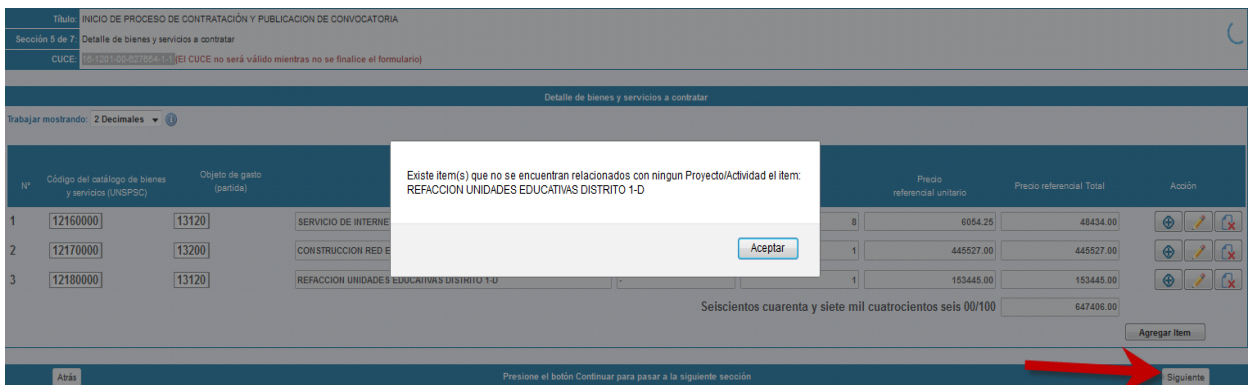 Título: INICIO DE PROCESO DE CONTRATACIÓN Y PUBLICACION DE CONVOCATORIA
Sección 5 de 7: Detalle de bienes y servicios a contratar
CUCE: 16-1201-00-627654-1-1 (El CUCE no será válido mientras no se finalice el formulario)
Detalle de bienes y servicios a contratar
Trabajar mostrando: 2 Decimales
Existe item(s) que no se encuentran relacionados con ningun Proyecto/Actividad el item:
REFACCION UNIDADES EDUCATIVAS DISTRITO 1-D
Aceptar
Nº Código del catálogo de bienes y servicios (UNSPSC) Objeto de gasto (partida) Precio referencial unitario Precio referencial Total Acción
1 12160000 13120 SERVICIO DE INTERNE 8 6054.25 48434.00
2 12170000 13200 CONSTRUCCION RED E 1 445527.00 445527.00
3 12180000 13120 REFACCION UNIDADES EDUCATIVAS DISTRITO 1-D - 1 153445.00 153445.00
Seiscientos cuarenta y siete mil cuatrocientos seis 00/100 647406.00
Agregar Item
Atrás Presione el botón Continuar para pasar a la siguiente sección Siguiente